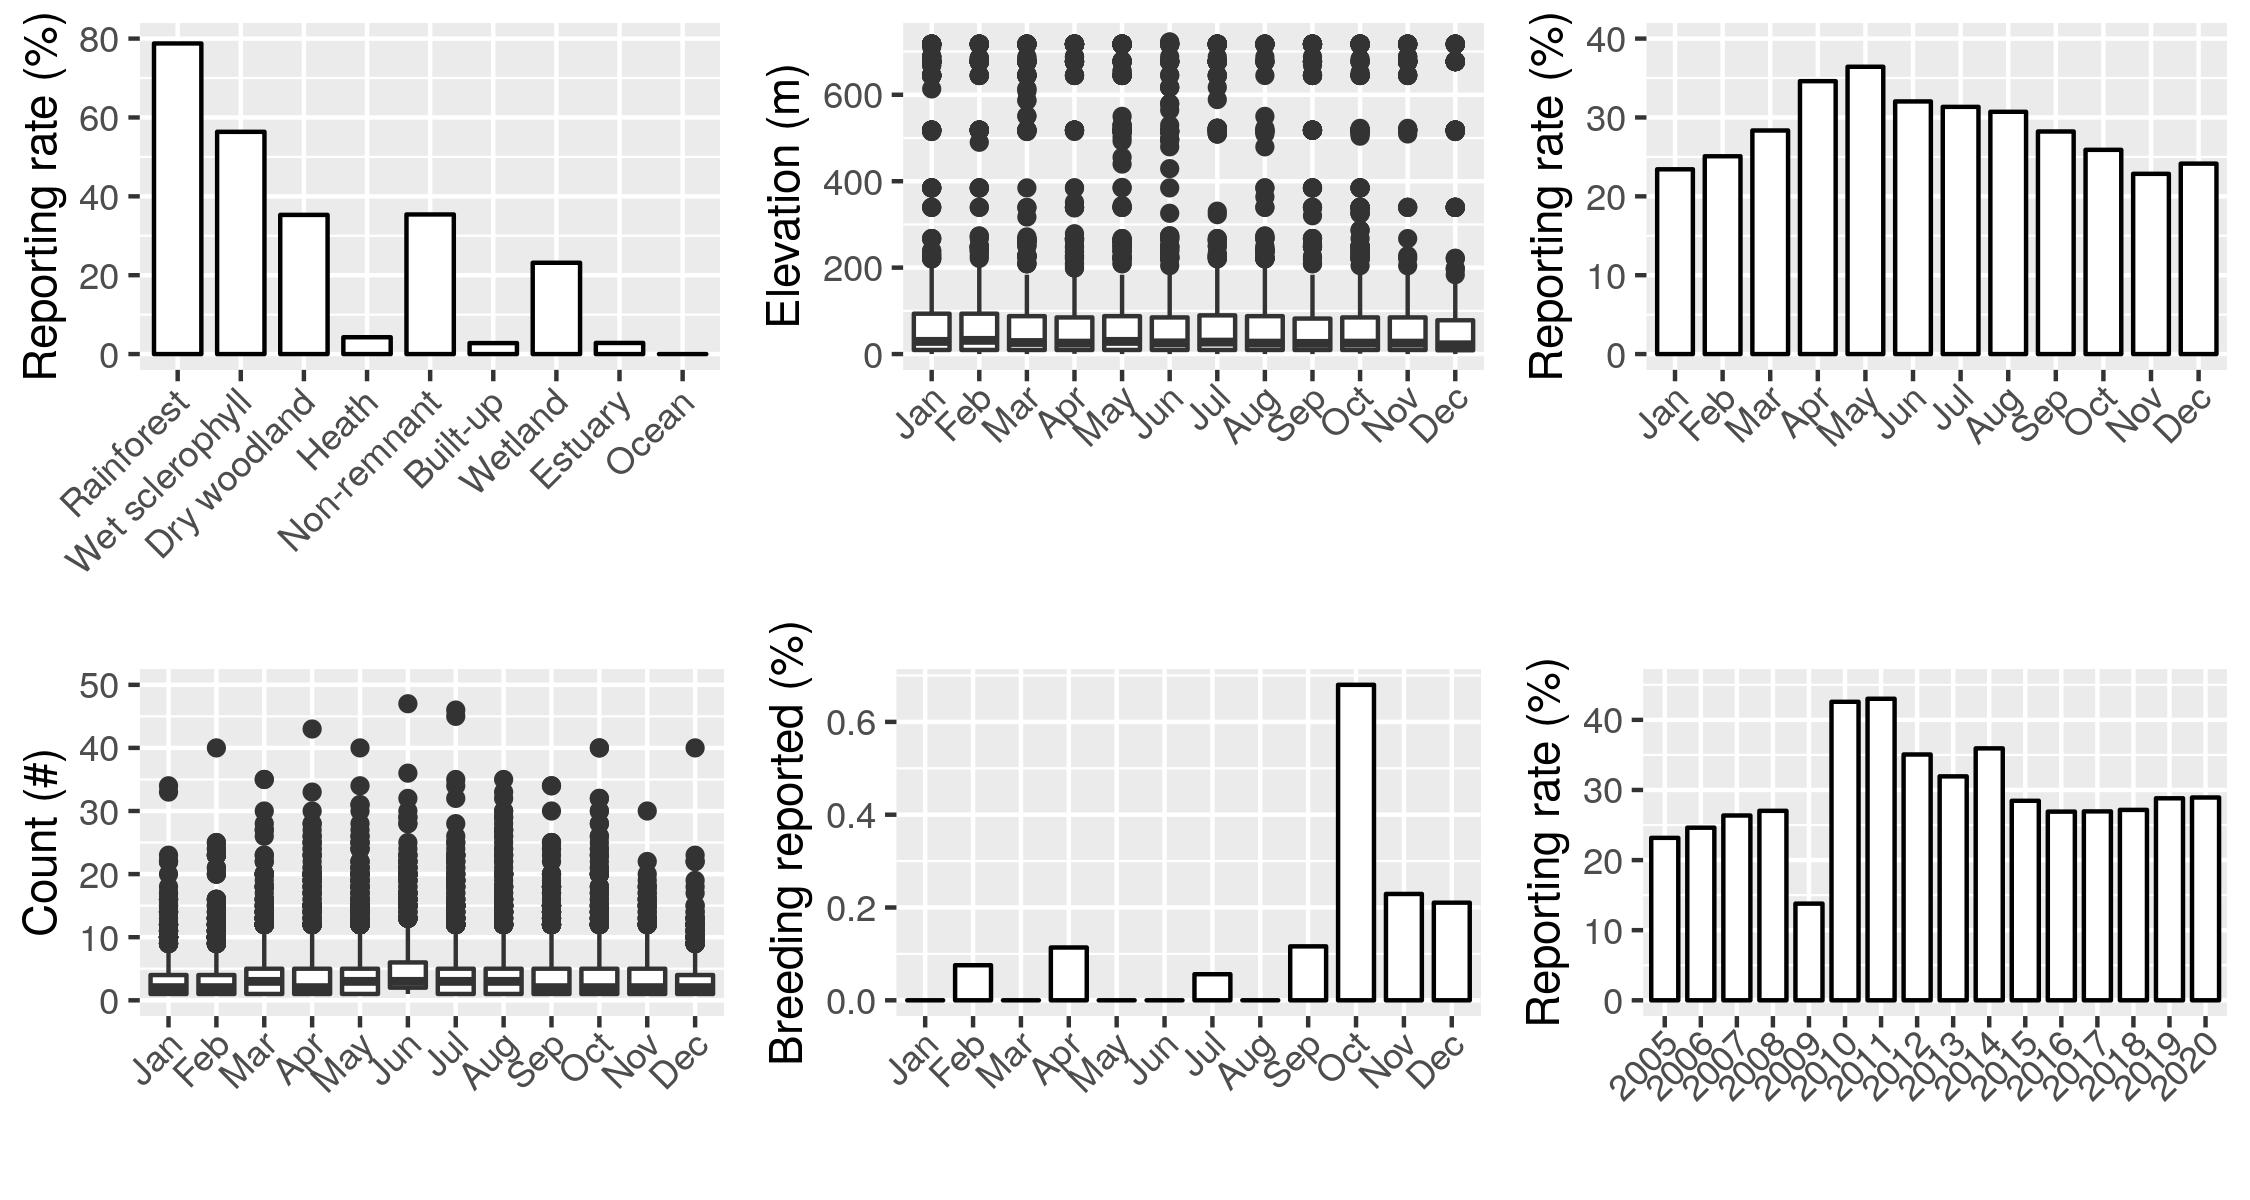 Reporting rate (%)
80
60
40
20
0
Rainforest
Wet sclerophyll
Dry woodland
Heath
Non-remnant
Built-up
Wetland
Estuary
Ocean
Elevation (m)
600
400
200
0
Jan
Feb
Mar
Apr
May
Jun
Jul
Aug
Sep
Oct
Nov
Dec
Reporting rate (%)
40
30
20
10
0
Jan
Feb
Mar
Apr
May
Jun
Jul
Aug
Sep
Oct
Nov
Dec
Count (#)
50
40
30
20
10
0
Jan
Feb
Mar
Apr
May
Jun
Jul
Aug
Sep
Oct
Nov
Dec
Breeding reported (%)
0.6
0.4
0.2
0.0
Jan
Feb
Mar
Apr
May
Jun
Jul
Aug
Sep
Oct
Nov
Dec
Reporting rate (%)
40
30
20
10
0
2005
2006
2007
2008
2009
2010
2011
2012
2013
2014
2015
2016
2017
2018
2019
2020